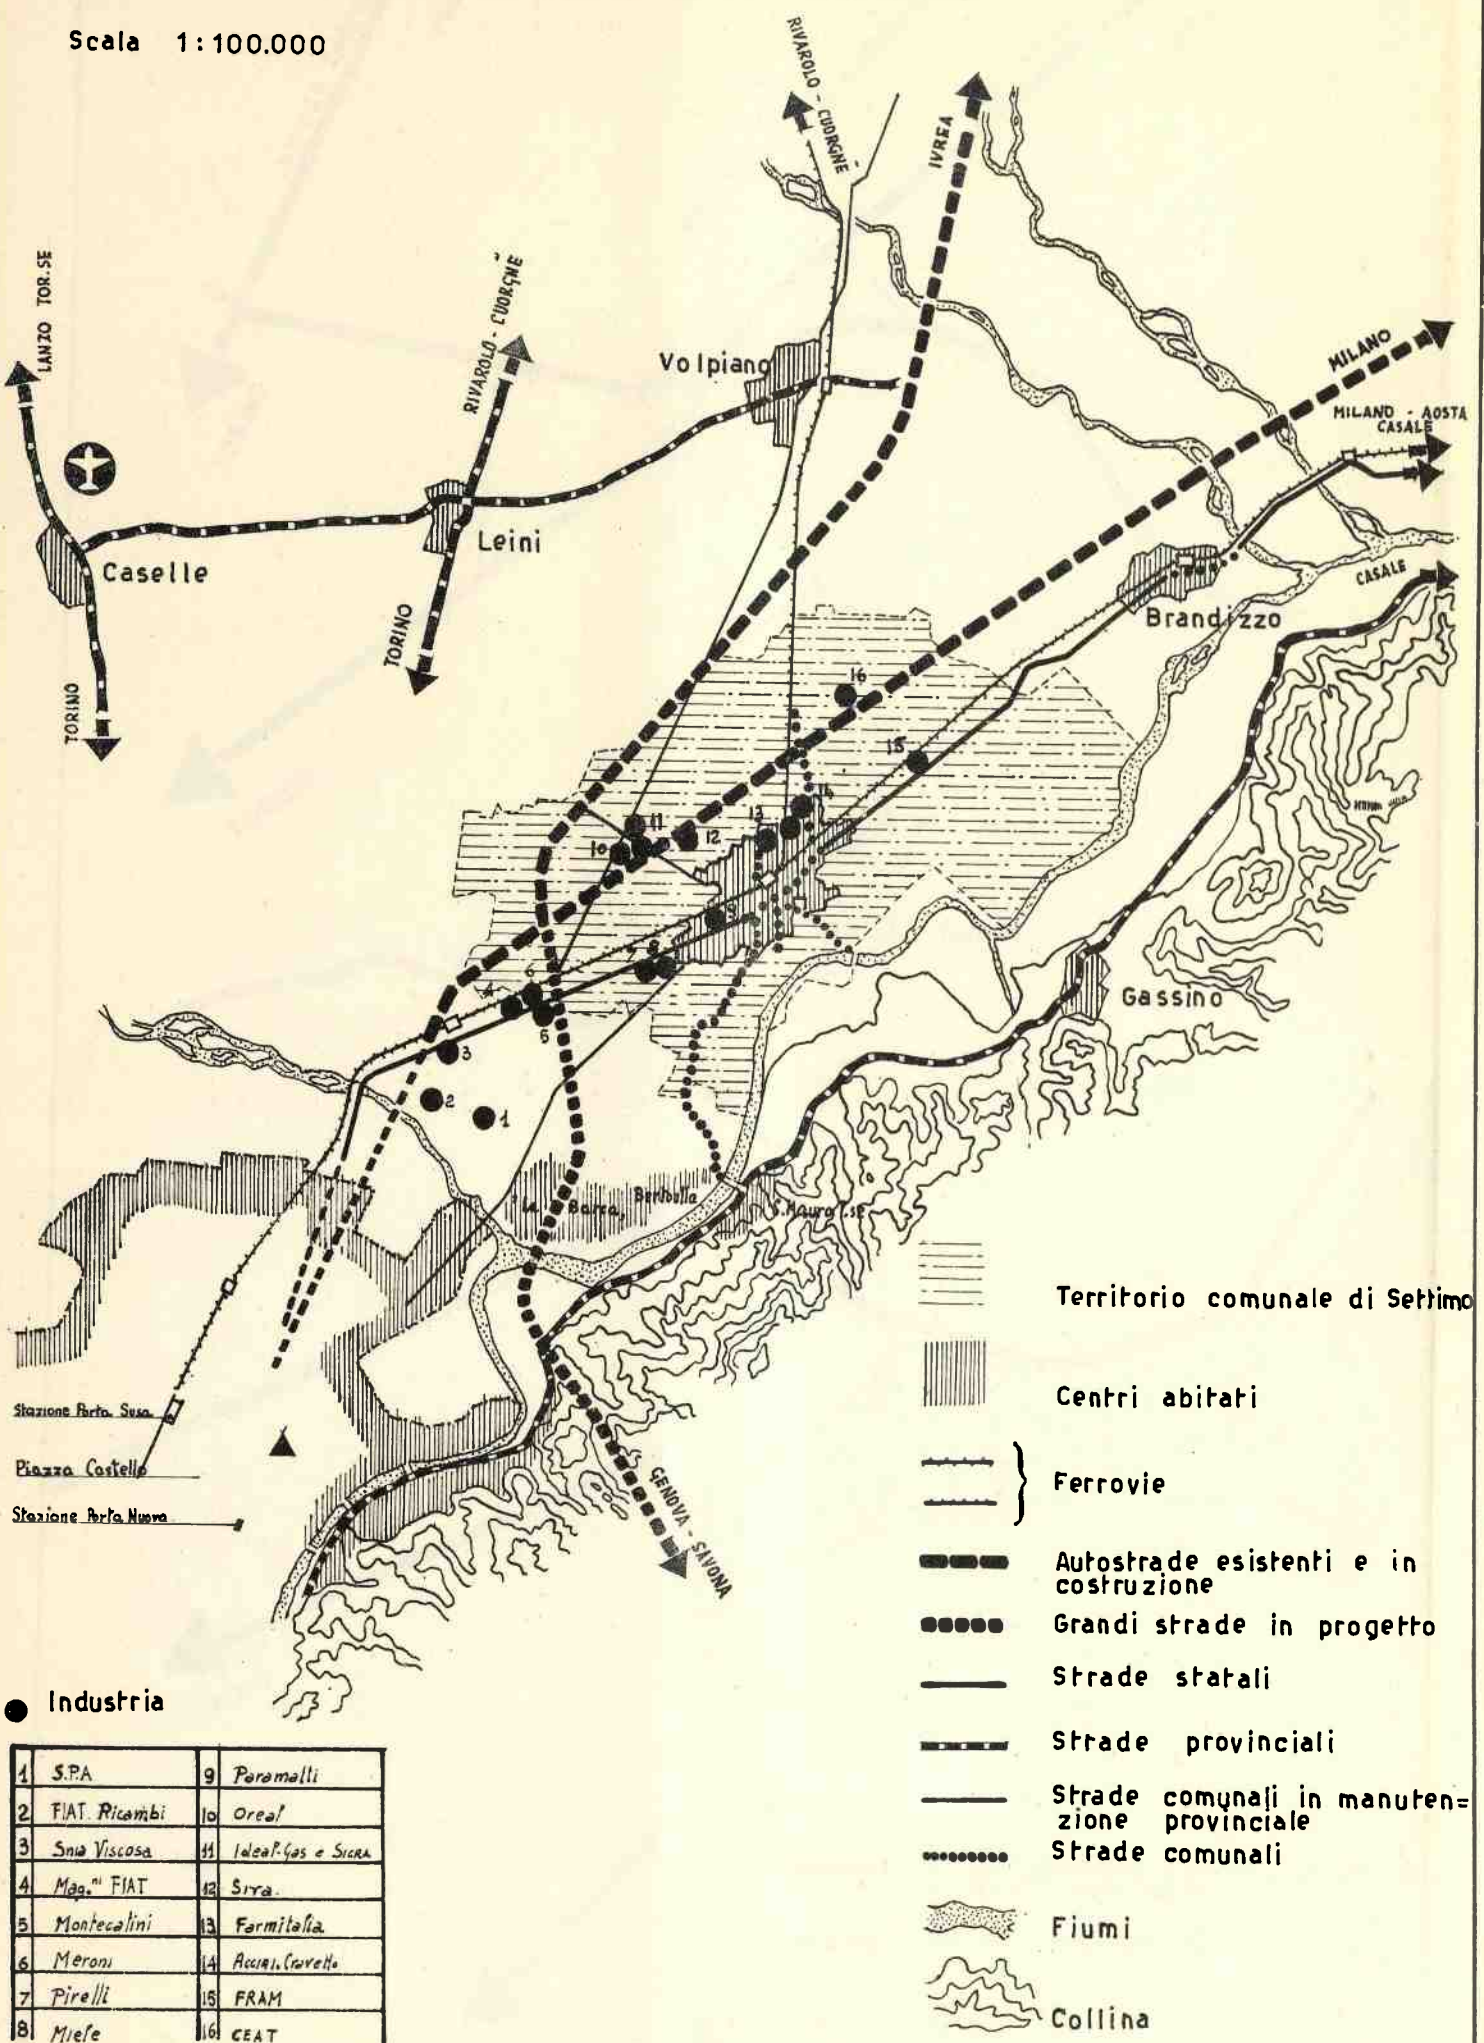 Scala 1:100.000
RIVAROLO - CUORGNÈ
IVREA
LANZO TOR.SE
RIVAROLO - CUORGNÈ
Volpiano
MILANO
MILANO - AOSTA
CASALE
Leini
Caselle
CASALE
Brandizzo
TORINO
TORINO
16
15
14
13
11
12
10
9
8
7
6
4
5
Gassino
3
2
1
La Barca,
Bertoulla
S. Mauro T.se
Territorio comunale di Settimo
Centri abitati
Stazione Porta Susa
Piazza Castello
Stazione Porta Nuova
GENOVA - SAVONA
Ferrovie
Autostrade esistenti e in
costruzione
Grandi strade in progetto
Strade statali
Strade provinciali
Strade comunali in manuten=
zione provinciale
Strade comunali
Fiumi
Collina
Industria
1 S.P.A 9 Paramatti
2 FIAT. Ricambi 10 Oreal
3 Snia Viscosa 11 Ideal-Gas e SICRA
4 Mag.ni FIAT 12 Siva.
5 Montecatini 13 Farmitalia
6 Meroni 14 Acciai. Cravetto
7 Pirelli 15 FRAM
8 Miele 16 CEAT